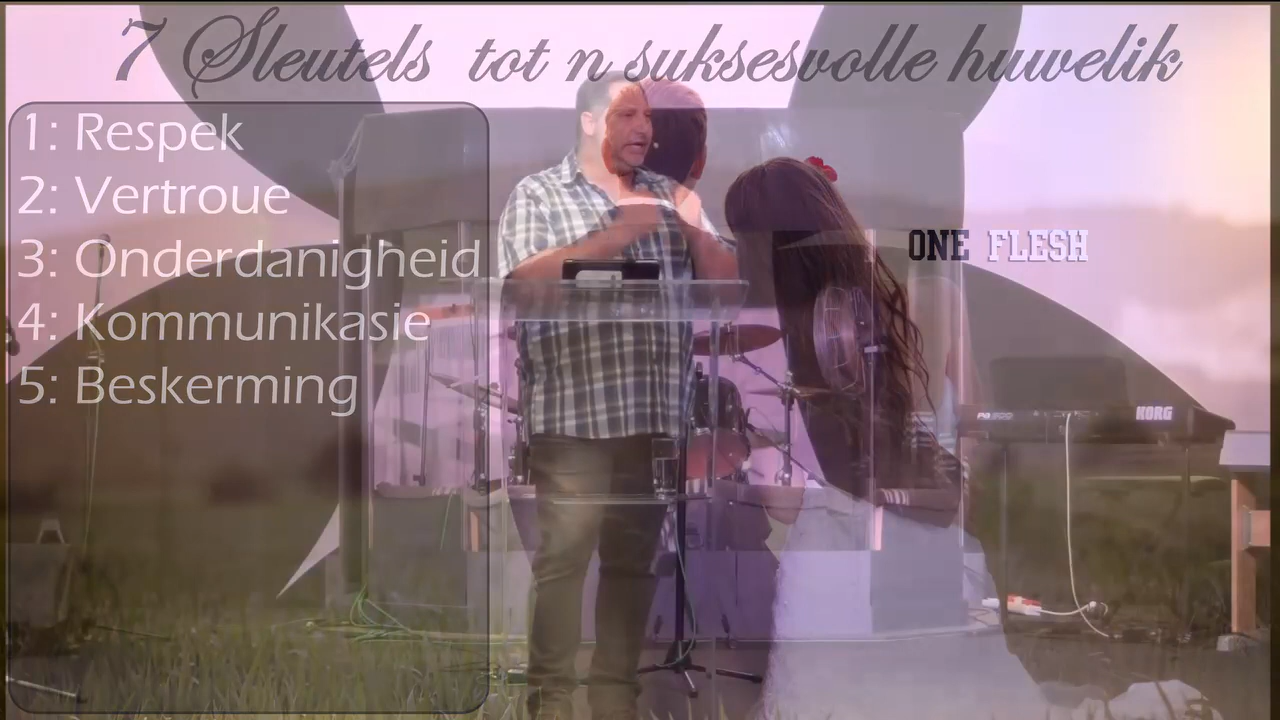 7 Sleutels tot n suksesvolle huwelik
1: Respek
2: Vertroue
3: Onderdanigheid
4: Kommunikasie
5: Beskerming
ONE FLESH
KORG